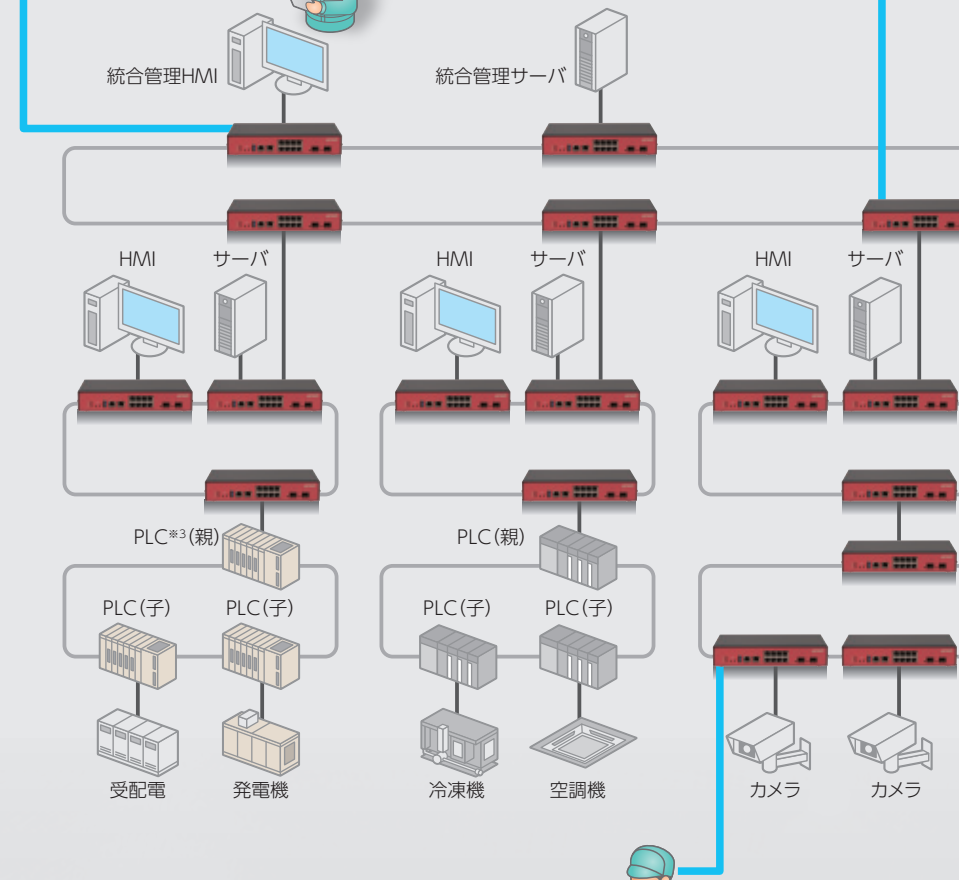 統合管理HMI
統合管理サーバ
HMI
サーバ
HMI
サーバ
HMI
サーバ
PLC※3(親)
PLC(親)
PLC(子)
PLC(子)
PLC(子)
PLC(子)
受配電
発電機
冷凍機
空調機
カメラ
カメラ